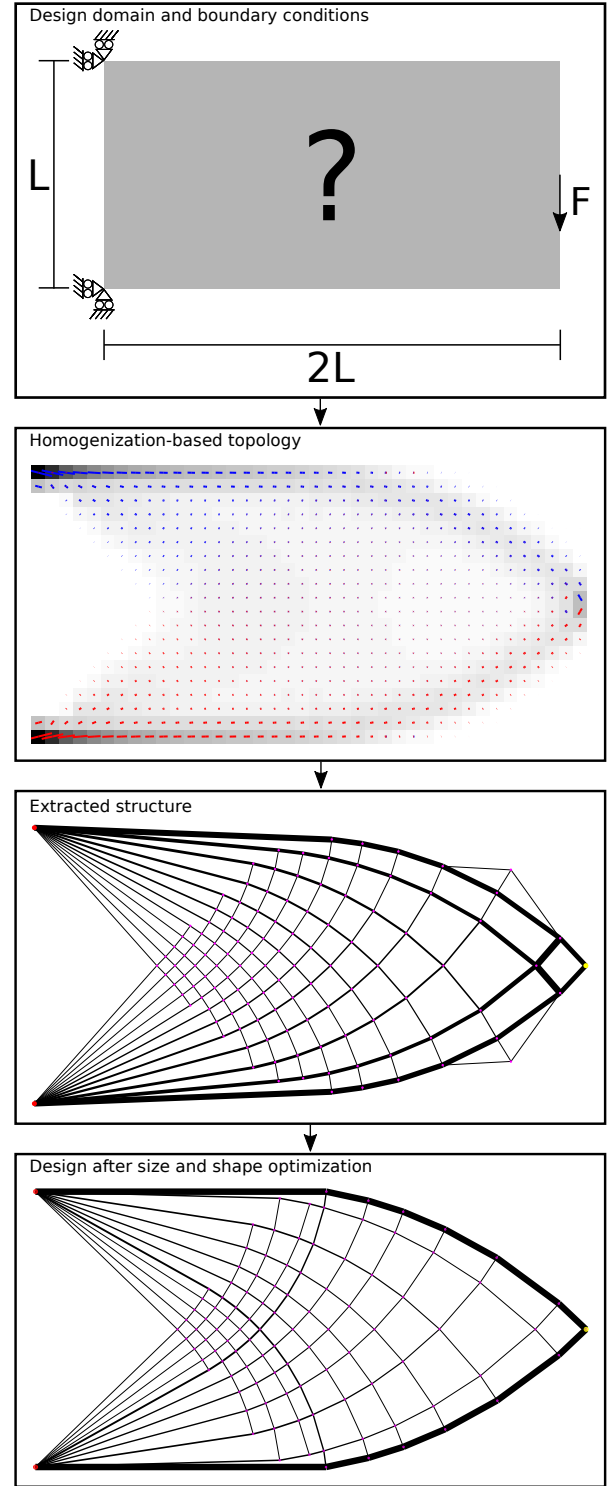 Design domain and boundary conditions
L
?
F
2L
Homogenization-based topology
Extracted structure
Design after size and shape optimization